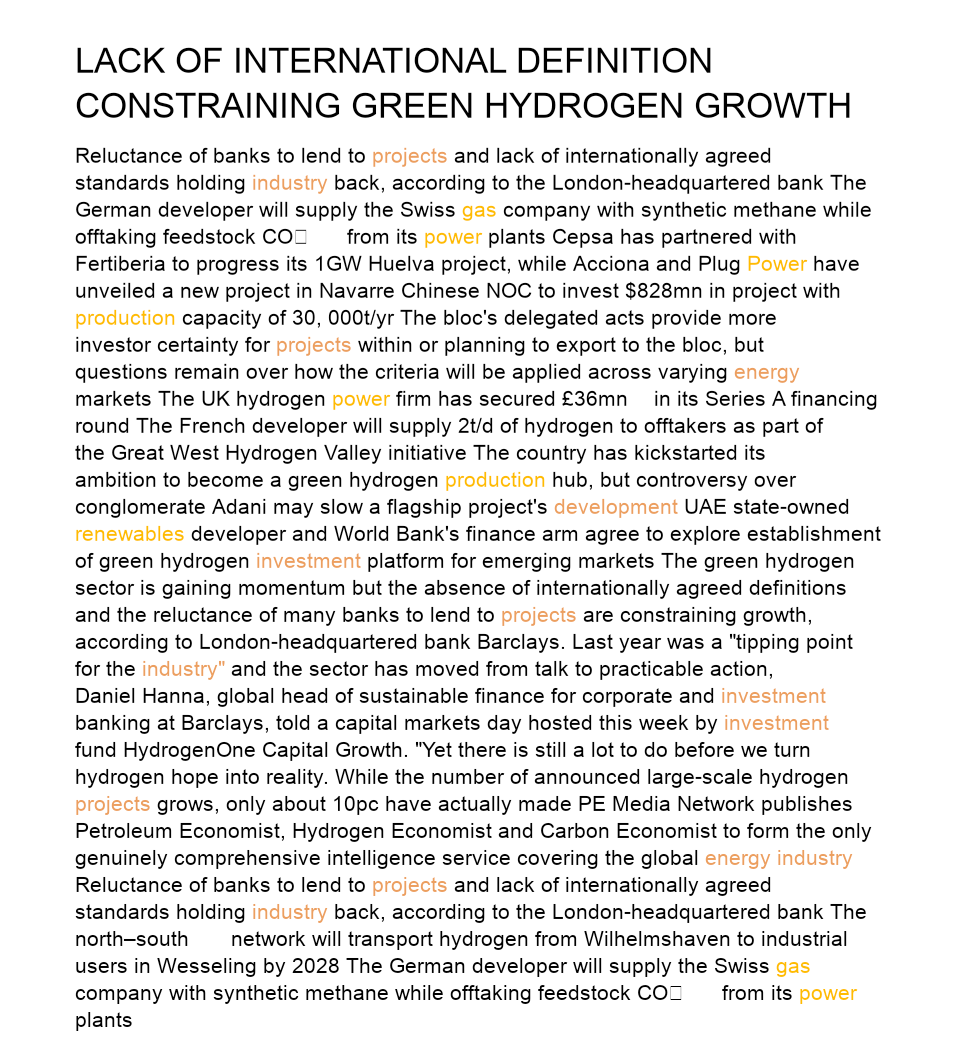 LACK OF INTERNATIONAL DEFINITION
CONSTRAINING GREEN HYDROGEN GROWTH
Reluctance of banks to lend to projects and lack of internationally agreed
standards holding industry back, according to the London-headquartered bank The
German developer will supply the Swiss gas company with synthetic methane while
offtaking feedstock CO□ from its power plants Cepsa has partnered with
Fertiberia to progress its 1GW Huelva project, while Acciona and Plug Power have
unveiled a new project in Navarre Chinese NOC to invest $828mn in project with
production capacity of 30, 000t/yr The bloc's delegated acts provide more
investor certainty for projects within or planning to export to the bloc, but
questions remain over how the criteria will be applied across varying energy
markets The UK hydrogen power firm has secured £36mn in its Series A financing
round The French developer will supply 2t/d of hydrogen to offtakers as part of
the Great West Hydrogen Valley initiative The country has kickstarted its
ambition to become a green hydrogen production hub, but controversy over
conglomerate Adani may slow a flagship project's development UAE state-owned
renewables developer and World Bank's finance arm agree to explore establishment
of green hydrogen investment platform for emerging markets The green hydrogen
sector is gaining momentum but the absence of internationally agreed definitions
and the reluctance of many banks to lend to projects are constraining growth,
according to London-headquartered bank Barclays. Last year was a "tipping point
for the industry" and the sector has moved from talk to practicable action,
Daniel Hanna, global head of sustainable finance for corporate and investment
banking at Barclays, told a capital markets day hosted this week by investment
fund HydrogenOne Capital Growth. "Yet there is still a lot to do before we turn
hydrogen hope into reality. While the number of announced large-scale hydrogen
projects grows, only about 10pc have actually made PE Media Network publishes
Petroleum Economist, Hydrogen Economist and Carbon Economist to form the only
genuinely comprehensive intelligence service covering the global energy industry
Reluctance of banks to lend to projects and lack of internationally agreed
standards holding industry back, according to the London-headquartered bank The
north–south network will transport hydrogen from Wilhelmshaven to industrial
users in Wesseling by 2028 The German developer will supply the Swiss gas
company with synthetic methane while offtaking feedstock CO□ from its power
plants